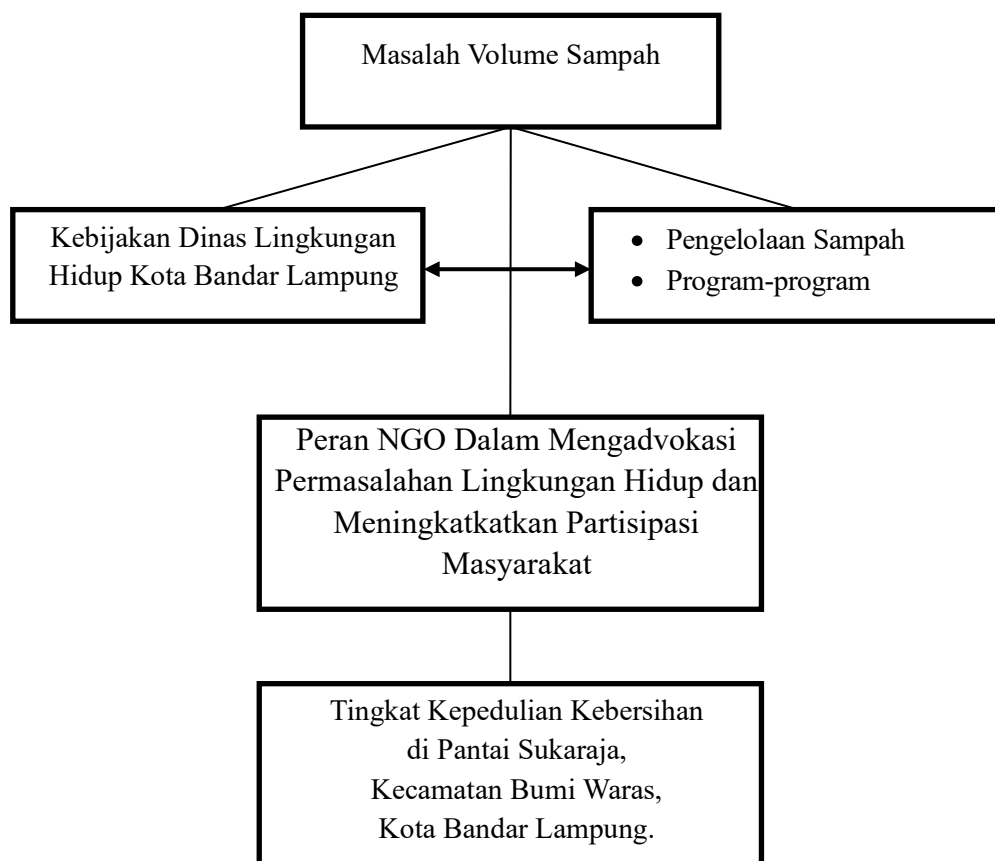 Masalah Volume Sampah
Kebijakan Dinas Lingkungan
Hidup Kota Bandar Lampung
• Pengelolaan Sampah
• Program-program
Peran NGO Dalam Mengadvokasi
Permasalahan Lingkungan Hidup dan
Meningkatkatkan Partisipasi
Masyarakat
Tingkat Kepedulian Kebersihan
di Pantai Sukaraja,
Kecamatan Bumi Waras,
Kota Bandar Lampung.